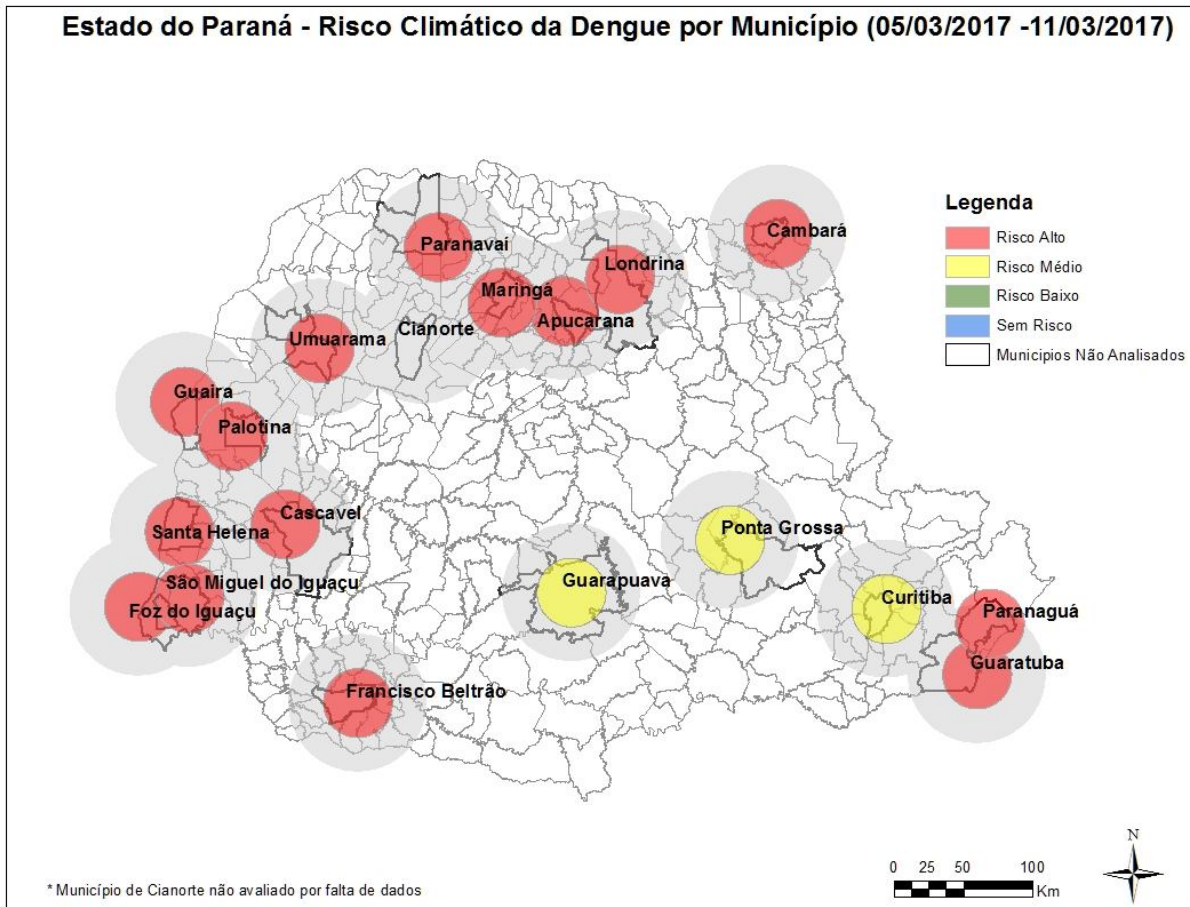 Estado do Paraná - Risco Climático da Dengue por Município (05/03/2017 -11/03/2017)
Legenda
Risco Alto
Risco Médio
Risco Baixo
Sem Risco
Municipios Não Analisados
Cambará
Paranavaí
Londrina
Maringá
Apucarana
Cianorte
Umuarama
Guaira
Palotina
Cascavel
Santa Helena
Ponta Grossa
Guarapuava
São Miguel do Iguaçu
Foz do Iguaçu
Curitiba
Paranaguá
Guaratuba
Francisco Beltrão
N
0 25 50 100
Km
* Município de Cianorte não avaliado por falta de dados